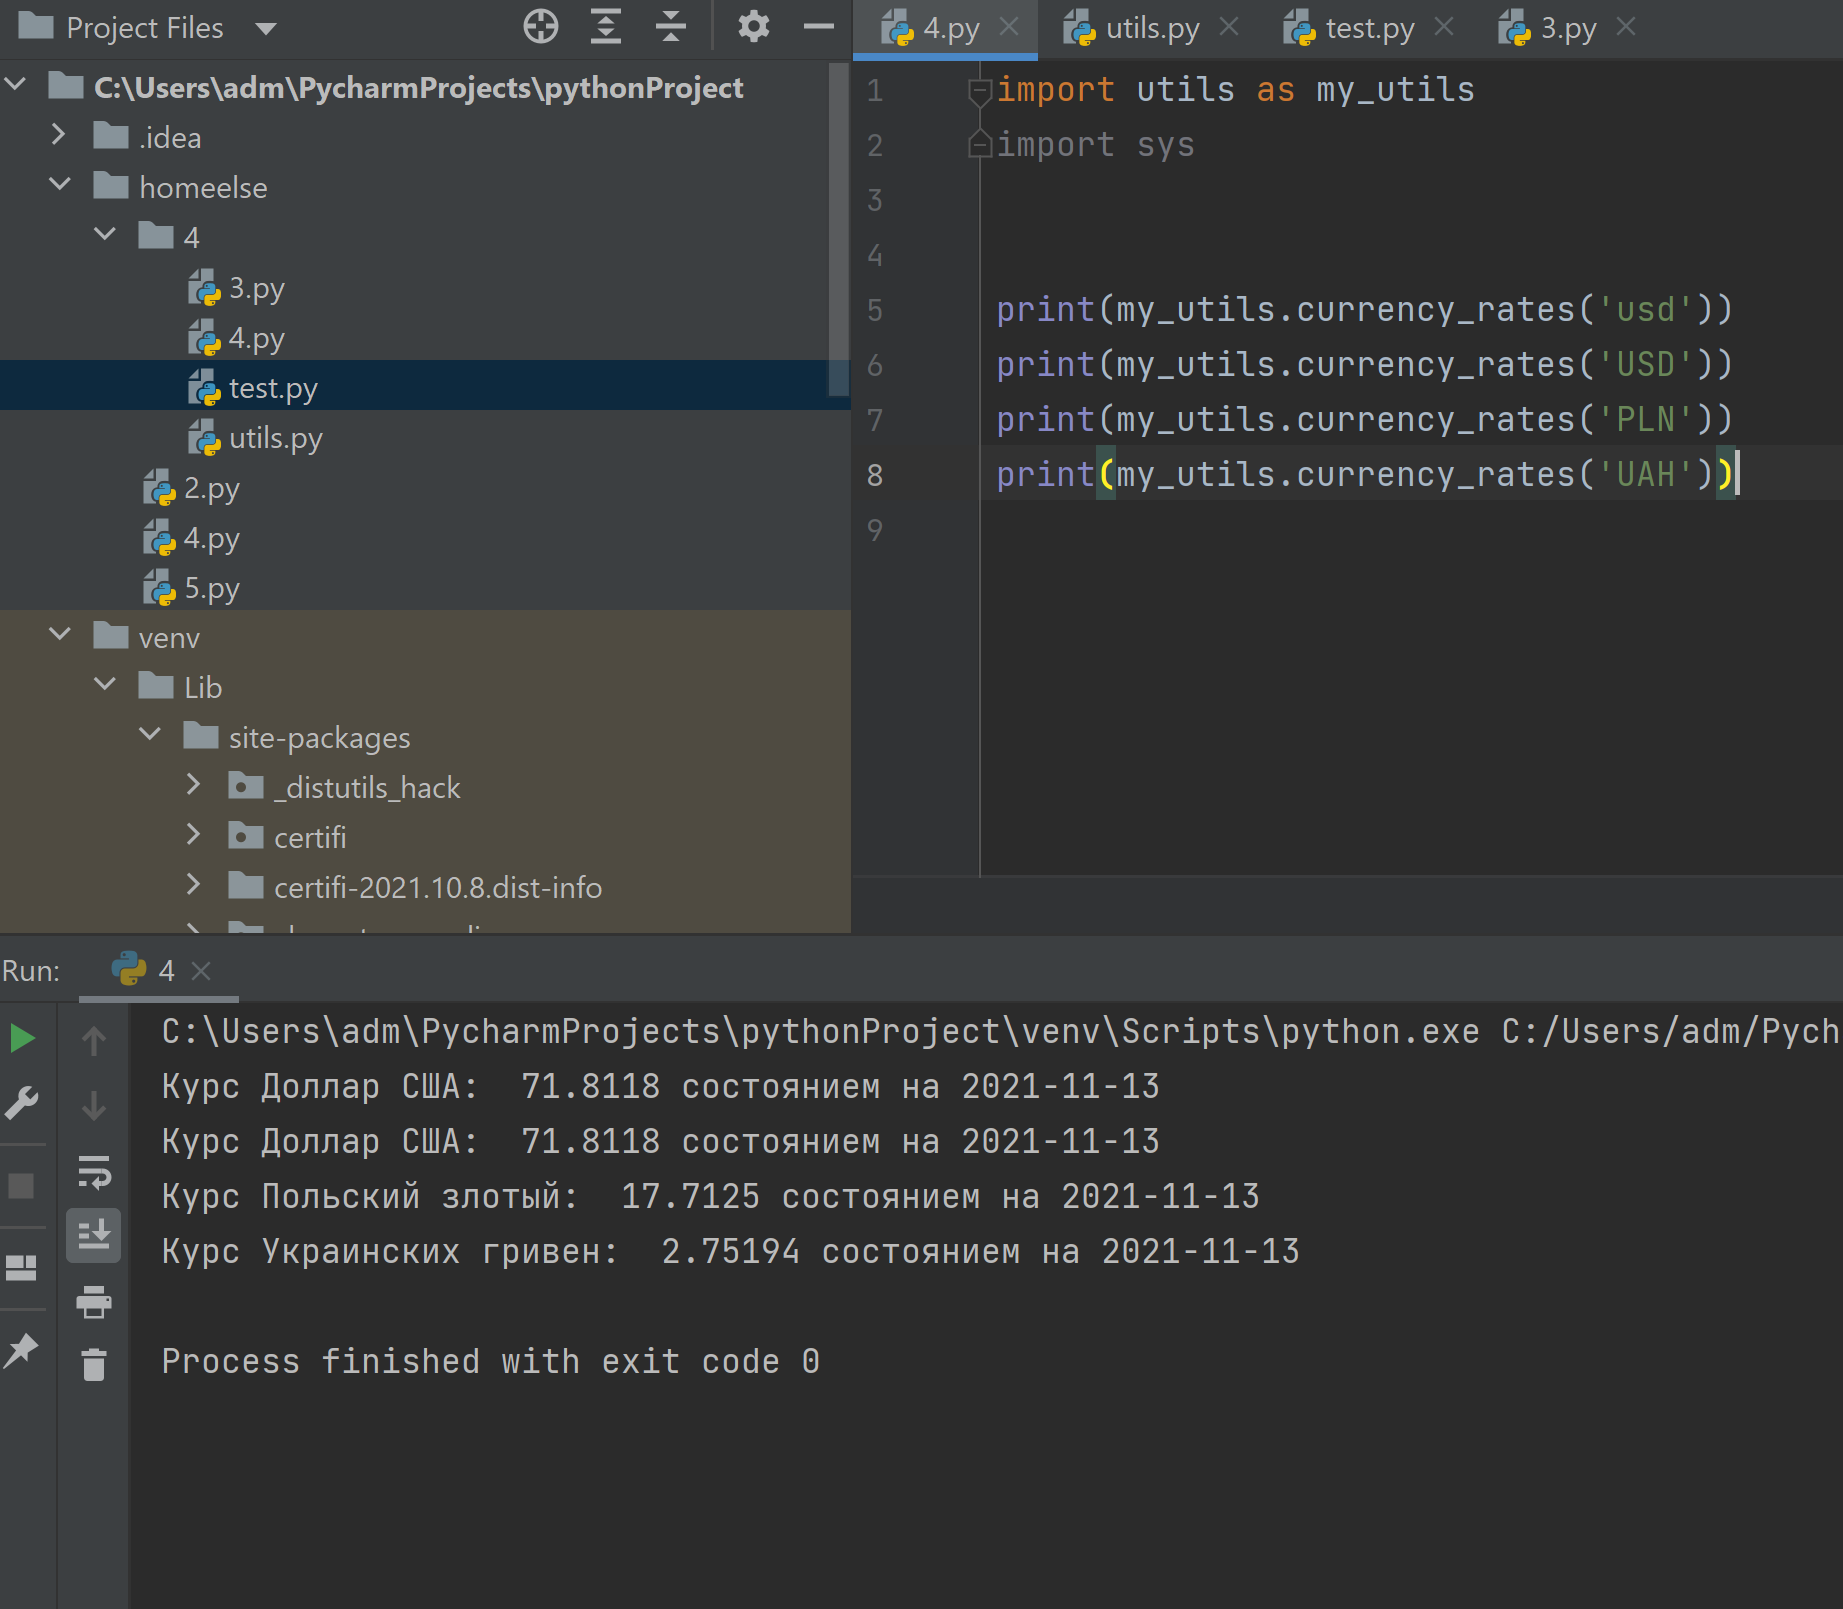 Project Files
C:\Users\adm\PycharmProjects\pythonProject
.idea
homeelse
4
3.py
4.py
test.py
utils.py
2.py
4.py
5.py
venv
Lib
site-packages
_distutils_hack
certifi
certifi-2021.10.8.dist-info
4.py
utils.py
test.py
3.py
1 import utils as my_utils
2 import sys
3
4
5 print(my_utils.currency_rates('usd'))
6 print(my_utils.currency_rates('USD'))
7 print(my_utils.currency_rates('PLN'))
8 print(my_utils.currency_rates('UAH'))
9
Run: 4
C:\Users\adm\PycharmProjects\pythonProject\venv\Scripts\python.exe C:/Users/adm/Pych
Курс Доллар США:  71.8118 состоянием на 2021-11-13
Курс Доллар США:  71.8118 состоянием на 2021-11-13
Курс Польский злотый:  17.7125 состоянием на 2021-11-13
Курс Украинских гривен:  2.75194 состоянием на 2021-11-13
Process finished with exit code 0